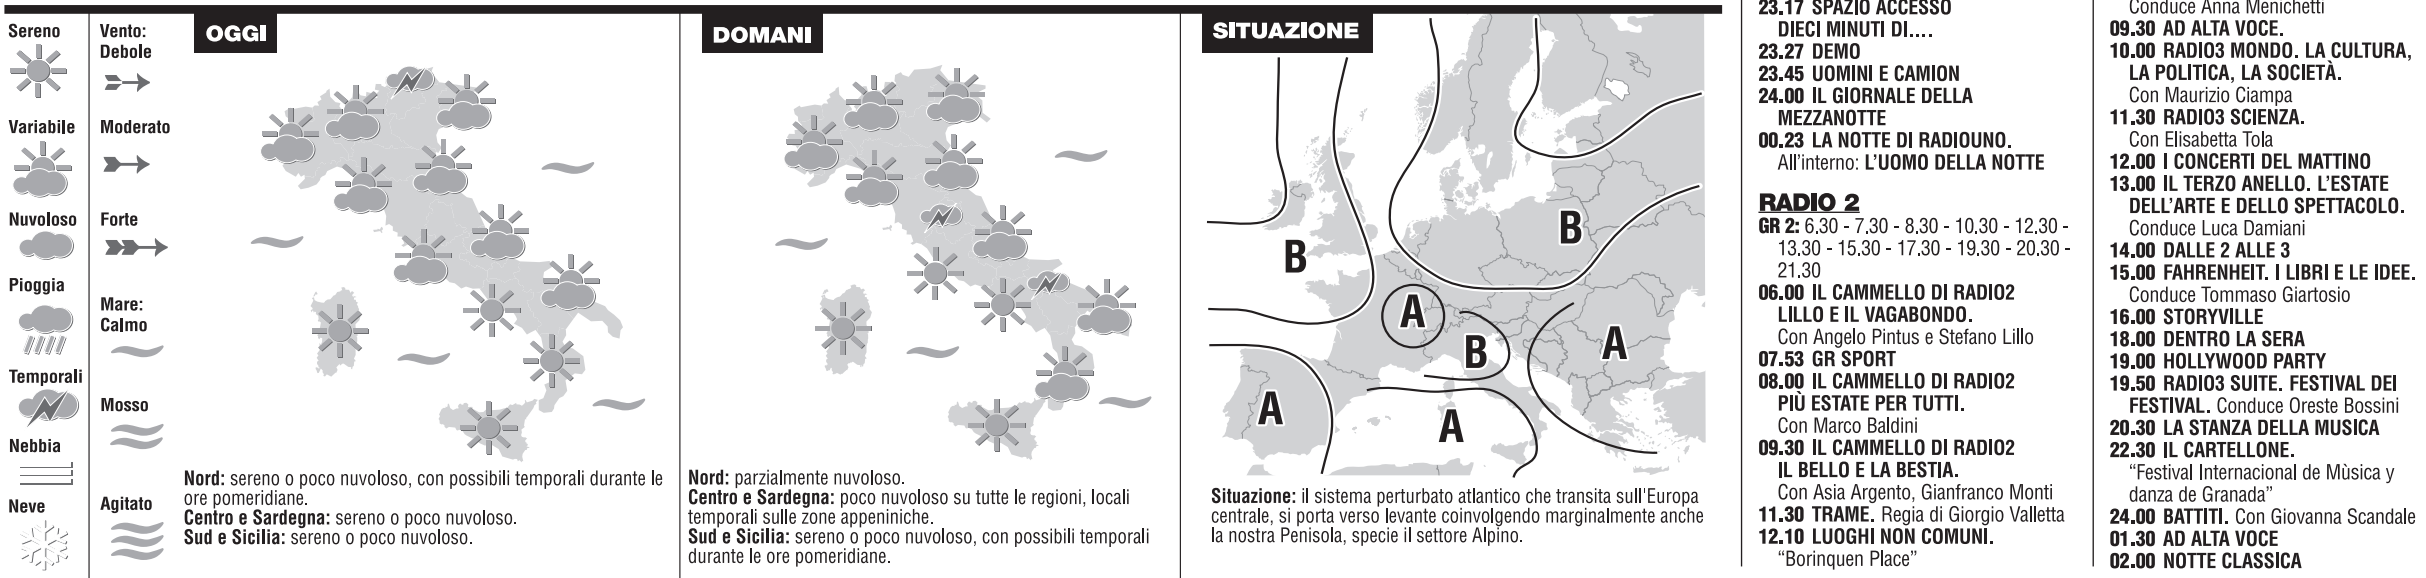 Sereno
Variabile
Nuvoloso
Pioggia
Temporali
Nebbia
Neve
Vento:
Debole
Moderato
Forte
Mare:
Calmo
Mosso
Agitato
OGGI
Nord: sereno o poco nuvoloso, con possibili temporali durante le
ore pomeridiane.
Centro e Sardegna: sereno o poco nuvoloso.
Sud e Sicilia: sereno o poco nuvoloso.
DOMANI
Nord: parzialmente nuvoloso.
Centro e Sardegna: poco nuvoloso su tutte le regioni, locali
temporali sulle zone appeniniche.
Sud e Sicilia: sereno o poco nuvoloso, con possibili temporali
durante le ore pomeridiane.
SITUAZIONE
B
B
A
B
A
A
A
Situazione: il sistema perturbato atlantico che transita sull'Europa
centrale, si porta verso levante coinvolgendo marginalmente anche
la nostra Penisola, specie il settore Alpino.
23.17 SPAZIO ACCESSO
DIECI MINUTI DI....
23.27 DEMO
23.45 UOMINI E CAMION
24.00 IL GIORNALE DELLA
MEZZANOTTE
00.23 LA NOTTE DI RADIOUNO.
All'interno: L'UOMO DELLA NOTTE
RADIO 2
GR 2: 6.30 - 7.30 - 8.30 - 10.30 - 12.30 -
13.30 - 15.30 - 17.30 - 19.30 - 20.30 -
21.30
06.00 IL CAMMELLO DI RADIO2
LILLO E IL VAGABONDO.
Con Angelo Pintus e Stefano Lillo
07.53 GR SPORT
08.00 IL CAMMELLO DI RADIO2
PIÙ ESTATE PER TUTTI.
Con Marco Baldini
09.30 IL CAMMELLO DI RADIO2
IL BELLO E LA BESTIA.
Con Asia Argento, Gianfranco Monti
11.30 TRAME. Regia di Giorgio Valletta
12.10 LUOGHI NON COMUNI.
"Borinquen Place"
Conduce Anna Menichetti
09.30 AD ALTA VOCE.
10.00 RADIO3 MONDO. LA CULTURA,
LA POLITICA, LA SOCIETÀ.
Con Maurizio Ciampa
11.30 RADIO3 SCIENZA.
Con Elisabetta Tola
12.00 I CONCERTI DEL MATTINO
13.00 IL TERZO ANELLO. L'ESTATE
DELL'ARTE E DELLO SPETTACOLO.
Conduce Luca Damiani
14.00 DALLE 2 ALLE 3
15.00 FAHRENHEIT. I LIBRI E LE IDEE.
Conduce Tommaso Giartosio
16.00 STORYVILLE
18.00 DENTRO LA SERA
19.00 HOLLYWOOD PARTY
19.50 RADIO3 SUITE. FESTIVAL DEI
FESTIVAL. Conduce Oreste Bossini
20.30 LA STANZA DELLA MUSICA
22.30 IL CARTELLONE.
"Festival Internacional de Mùsica y
danza de Granada"
24.00 BATTITI. Con Giovanna Scandale
01.30 AD ALTA VOCE
02.00 NOTTE CLASSICA